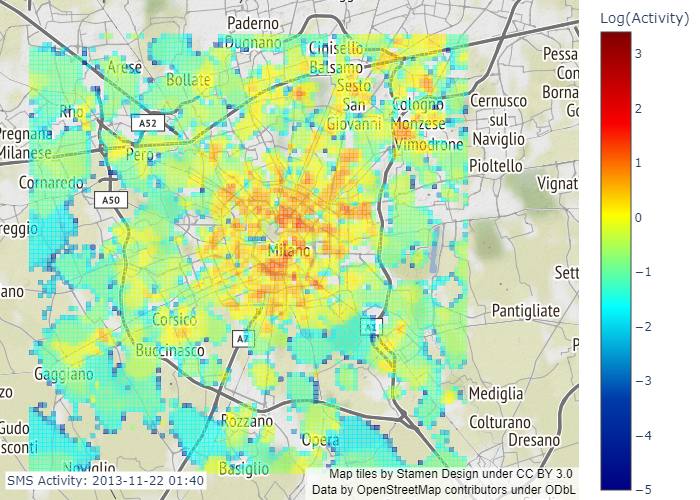 Log(Activity)
3
2
1
0
−1
−2
−3
−4
−5
Paderno
Dugnano
Cinisello
Balsamo
Arese
Bollate
Sesto
San
Giovanni
Cologno
Monzese
Vimodrone
Cernusco
sul
Naviglio
Pioltello
Pessa
Con
Borna
Go
Rho
A52
Pregnana
Milanese
Pero
Cornaredo
A50
Vignat
reggio
Milano
Sett
ano
Pantigliate
Corsico
A7
A1
Buccinasco
P
Gaggiano
zo
Mediglia
Rozzano
Colturano
Dresano
Gudo
sconti
Opera
Noviglio
Basiglio
SMS Activity: 2013-11-22 01:40
Map tiles by Stamen Design under CC BY 3.0
Data by OpenStreetMap contributors under ODbL